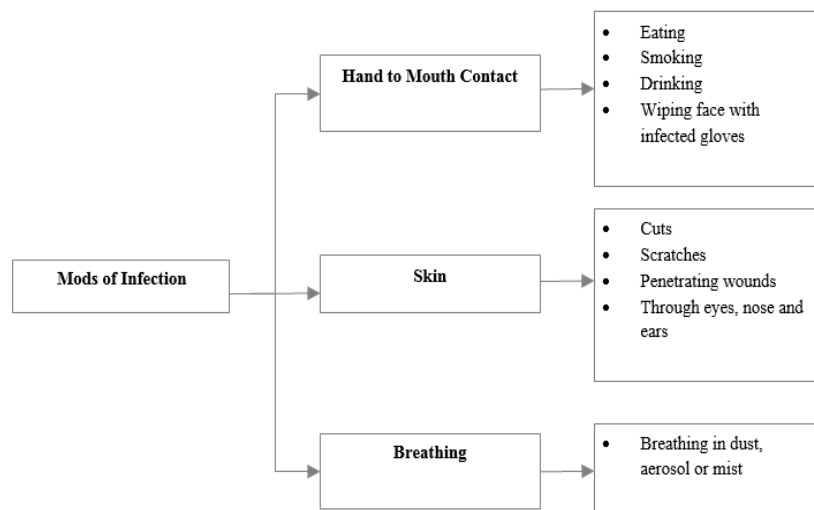 Mods of Infection
Hand to Mouth Contact
• Eating
• Smoking
• Drinking
• Wiping face with
infected gloves
Skin
• Cuts
• Scratches
• Penetrating wounds
• Through eyes, nose and
ears
Breathing
• Breathing in dust,
aerosol or mist